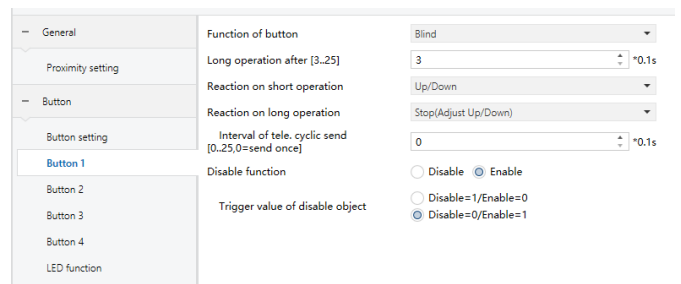 − General
Proximity setting
− Button
Button setting
Button 1
Button 2
Button 3
Button 4
LED function
Function of button Blind
Long operation after [3..25] 3 *0.1s
Reaction on short operation Up/Down
Reaction on long operation Stop(Adjust Up/Down)
Interval of tele. cyclic send
[0..25,0=send once] 0 *0.1s
Disable function Disable Enable
Trigger value of disable object Disable=1/Enable=0
Disable=0/Enable=1